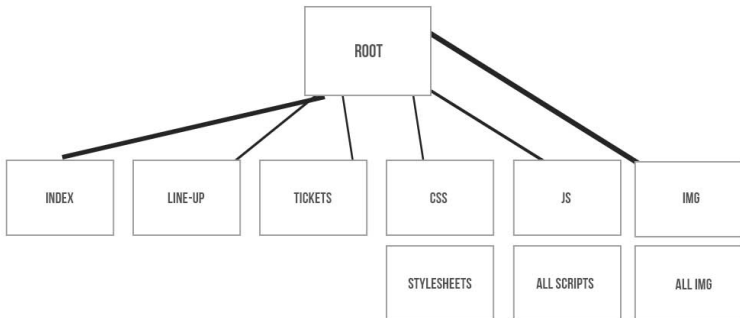 ROOT
INDEX
LINE-UP
TICKETS
CSS
JS
IMG
STYLESHEETS
ALL SCRIPTS
ALL IMG